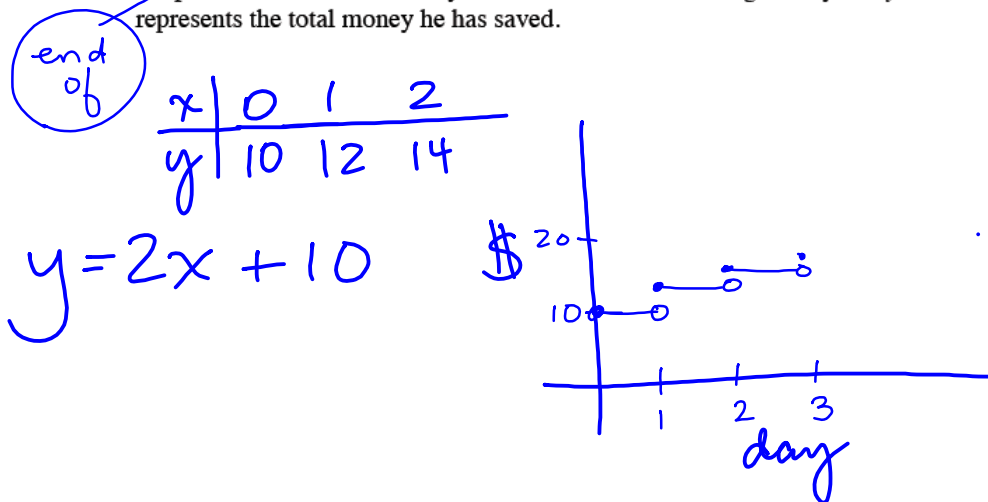 represents the total money he has saved.
end
of
x 0 1 2
y 10 12 14
y=2x+10
$
20
10
1 2 3
day